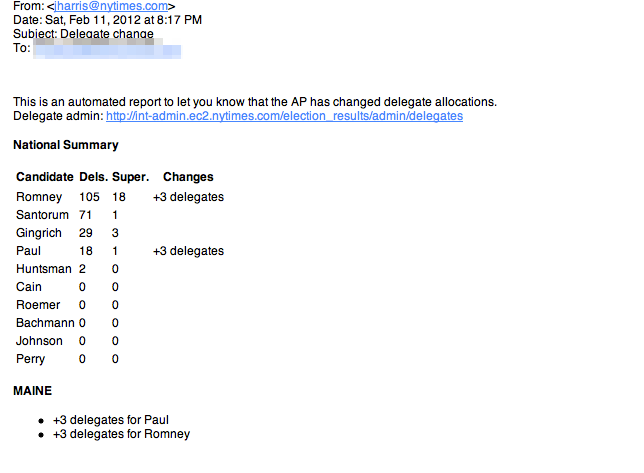 From: <jharris@nytimes.com>
Date: Sat, Feb 11, 2012 at 8:17 PM
Subject: Delegate change
To:
This is an automated report to let you know that the AP has changed delegate allocations.
Delegate admin: http://int-admin.ec2.nytimes.com/election_results/admin/delegates
National Summary
Candidate Dels. Super. Changes
Romney 105 18 +3 delegates
Santorum 71 1
Gingrich 29 3
Paul 18 1 +3 delegates
Huntsman 2 0
Cain 0 0
Roemer 0 0
Bachmann 0 0
Johnson 0 0
Perry 0 0
MAINE
• +3 delegates for Paul
• +3 delegates for Romney